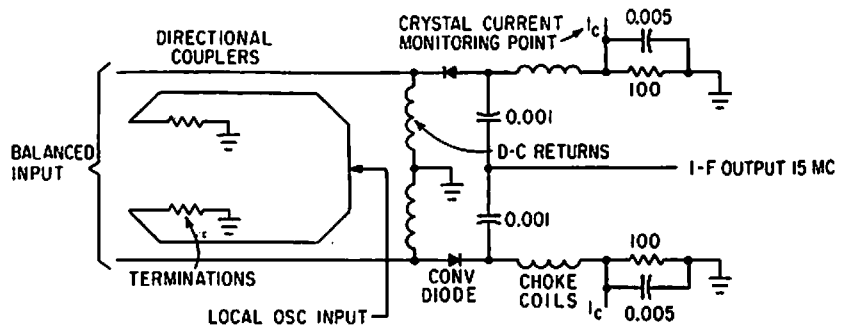 DIRECTIONAL
COUPLERS
CRYSTAL CURRENT
MONITORING POINT
Ic
0.005
100
0.001
D-C RETURNS
BALANCED
INPUT
I-F OUTPUT 15 MC
0.001
100
TERMINATIONS
CONV
DIODE
CHOKE
COILS
Ic
0.005
LOCAL OSC INPUT